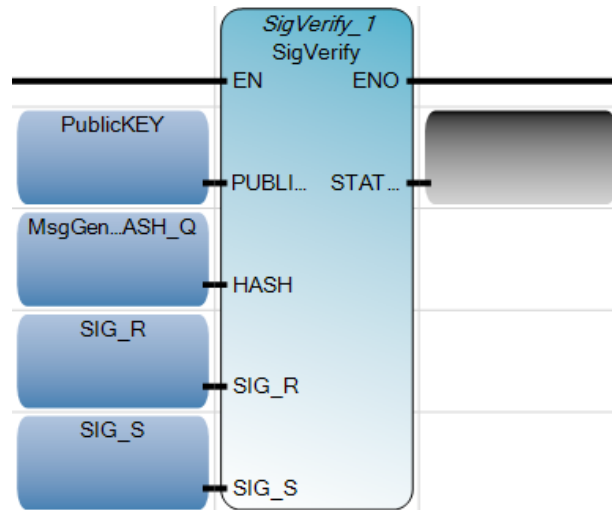 SigVerify_1
SigVerify
EN ENO
PublicKEY
PUBLI... STAT...
MsgGen...ASH_Q
HASH
SIG_R
SIG_R
SIG_S
SIG_S